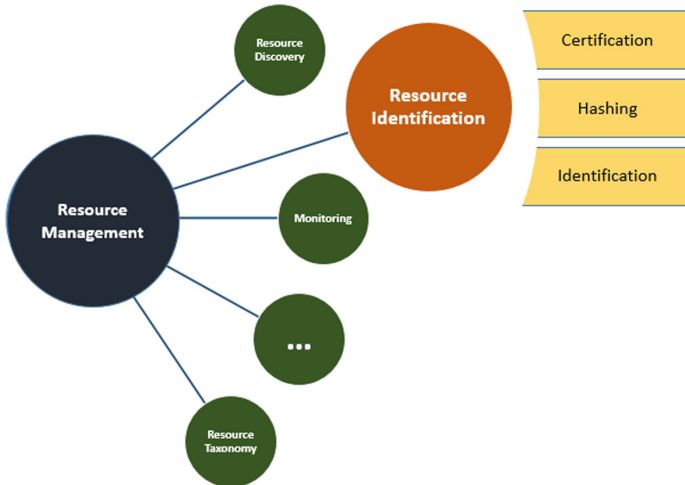 Resource
Discovery
Resource
Identification
Certification
Hashing
Identification
Resource
Management
Monitoring
...
Resource
Taxonomy